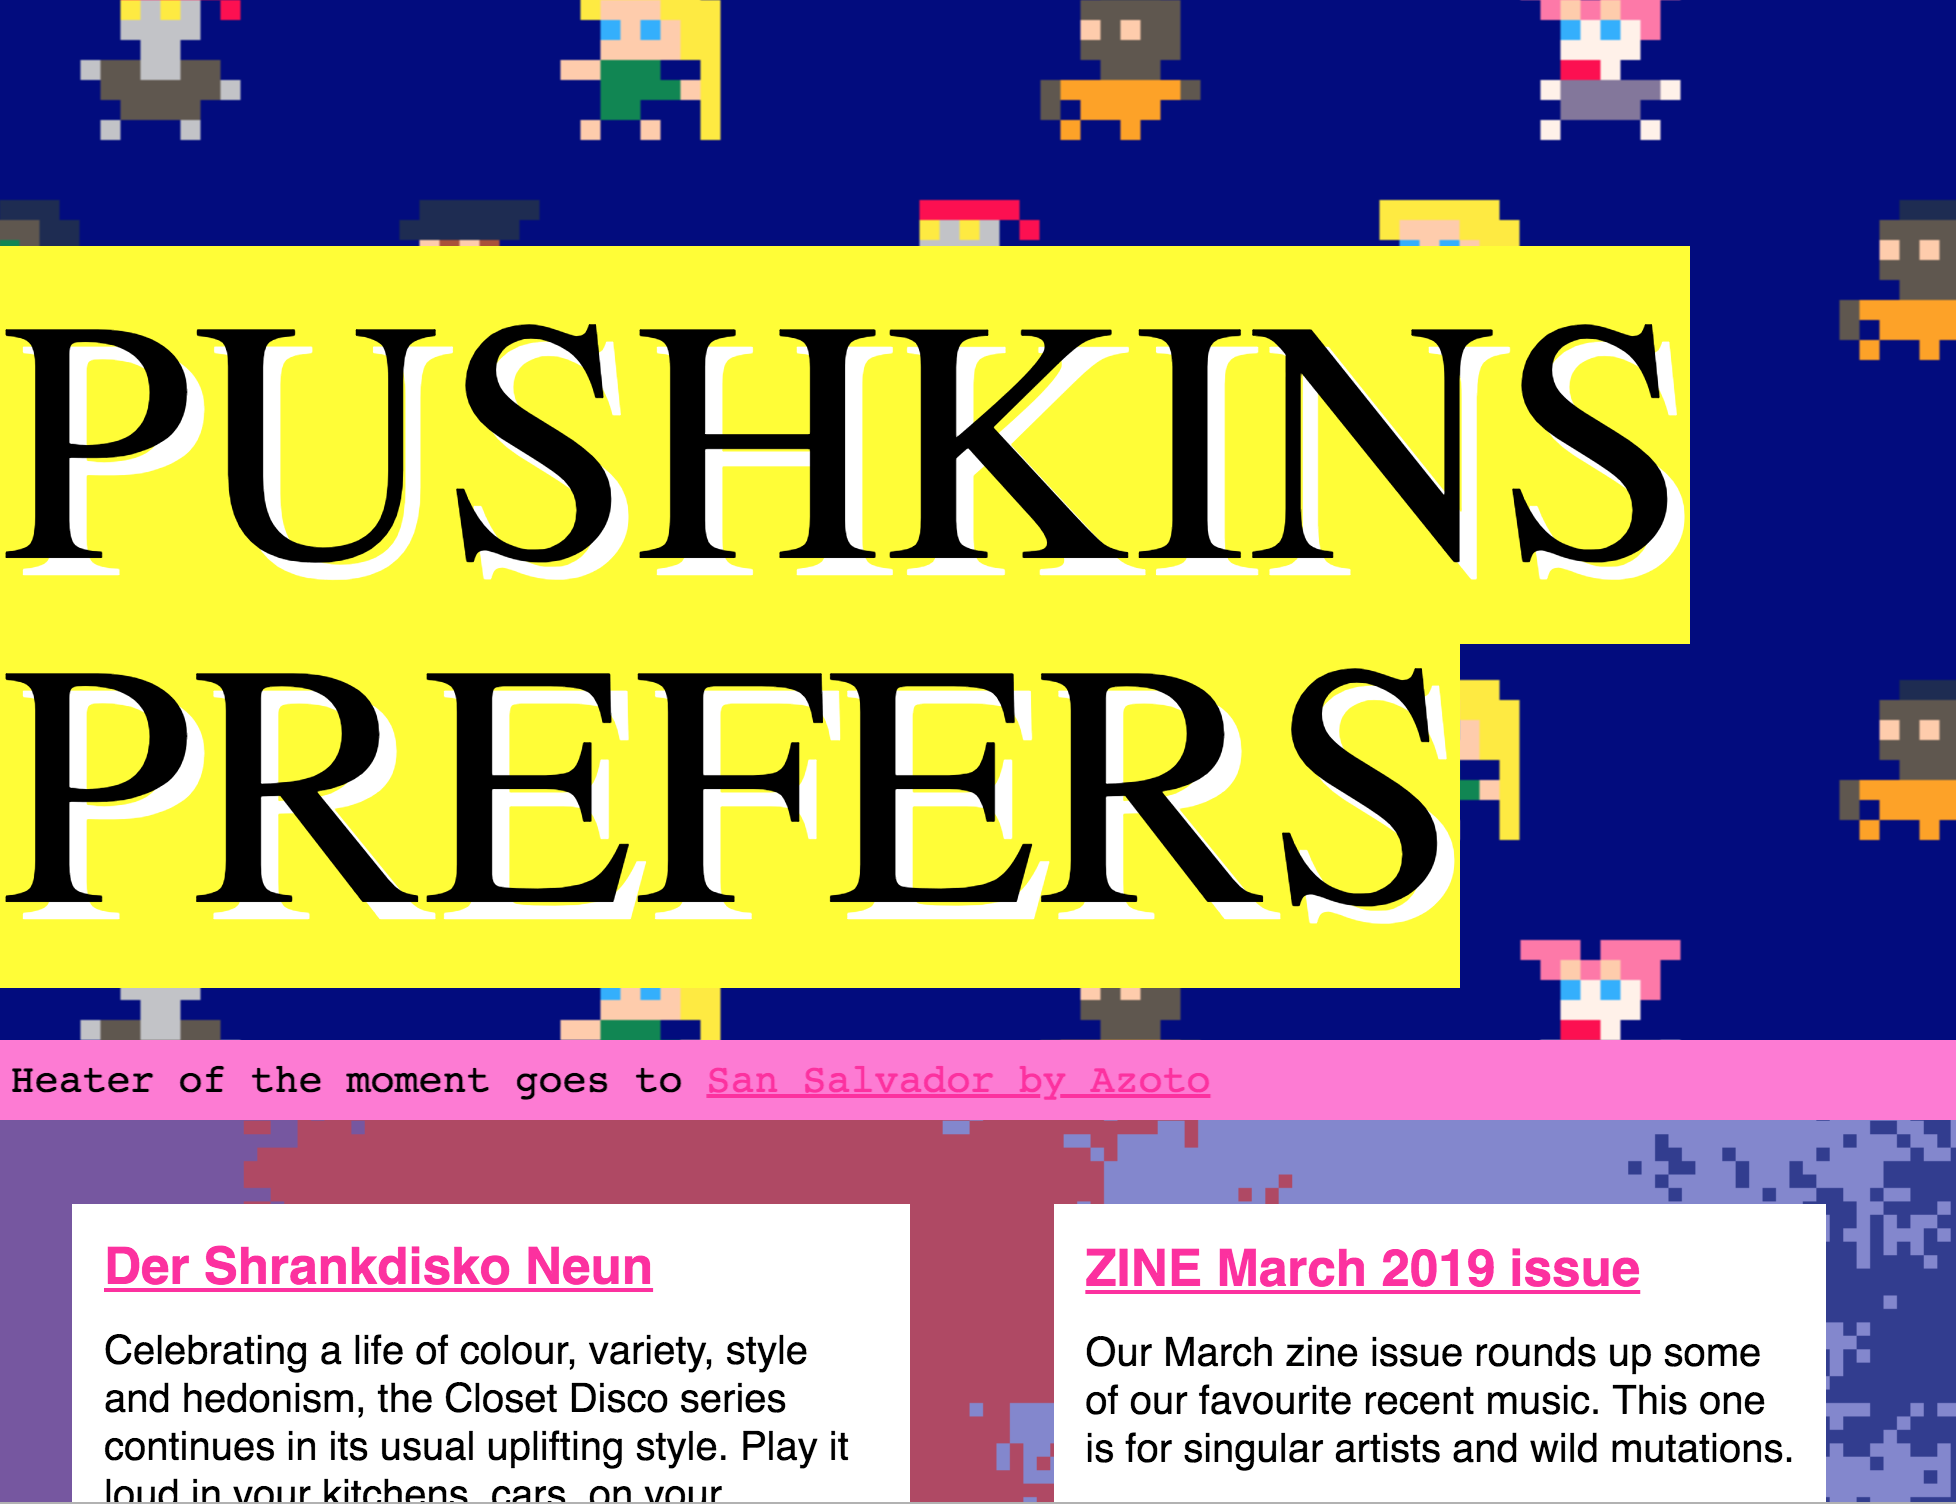 PUSHKINS
PREFERS
Heater of the moment goes to San Salvador by Azoto
Der Shrankdisko Neun
Celebrating a life of colour, variety, style
and hedonism, the Closet Disco series
continues in its usual uplifting style. Play it
loud in your kitchens, cars, on your
ZINE March 2019 issue
Our March zine issue rounds up some
of our favourite recent music. This one
is for singular artists and wild mutations.